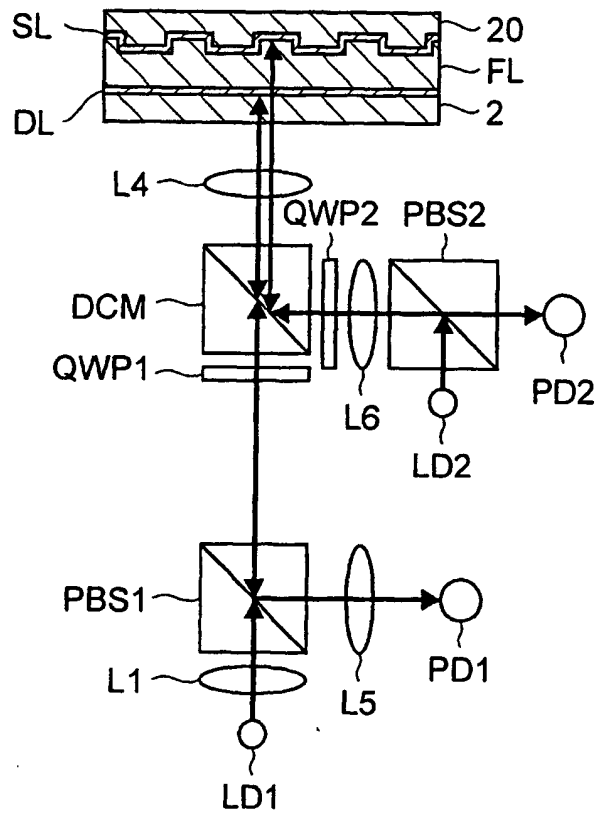 SL
20
FL
DL
2
L4
QWP2
PBS2
DCM
QWP1
L6
PD2
LD2
PBS1
PD1
L1
L5
LD1